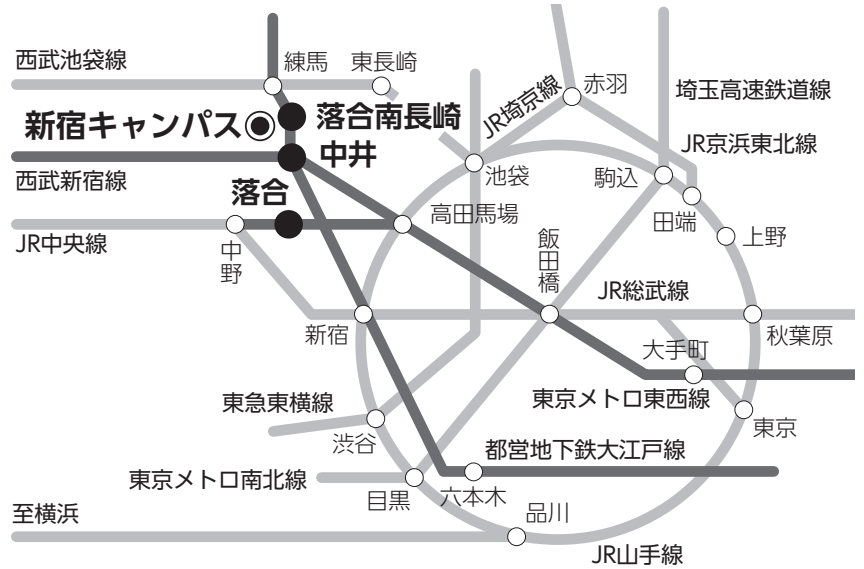 西武池袋線
練馬
東長崎
赤羽
JR埼京線
埼玉高速鉄道線
新宿キャンパス
落合南長崎
JR京浜東北線
中井
池袋
駒込
西武新宿線
落合
田端
高田馬場
上野
JR中央線
中野
飯田橋
JR総武線
新宿
秋葉原
大手町
東急東横線
東京メトロ東西線
東京
渋谷
都営地下鉄大江戸線
東京メトロ南北線
目黒
六本木
至横浜
品川
JR山手線